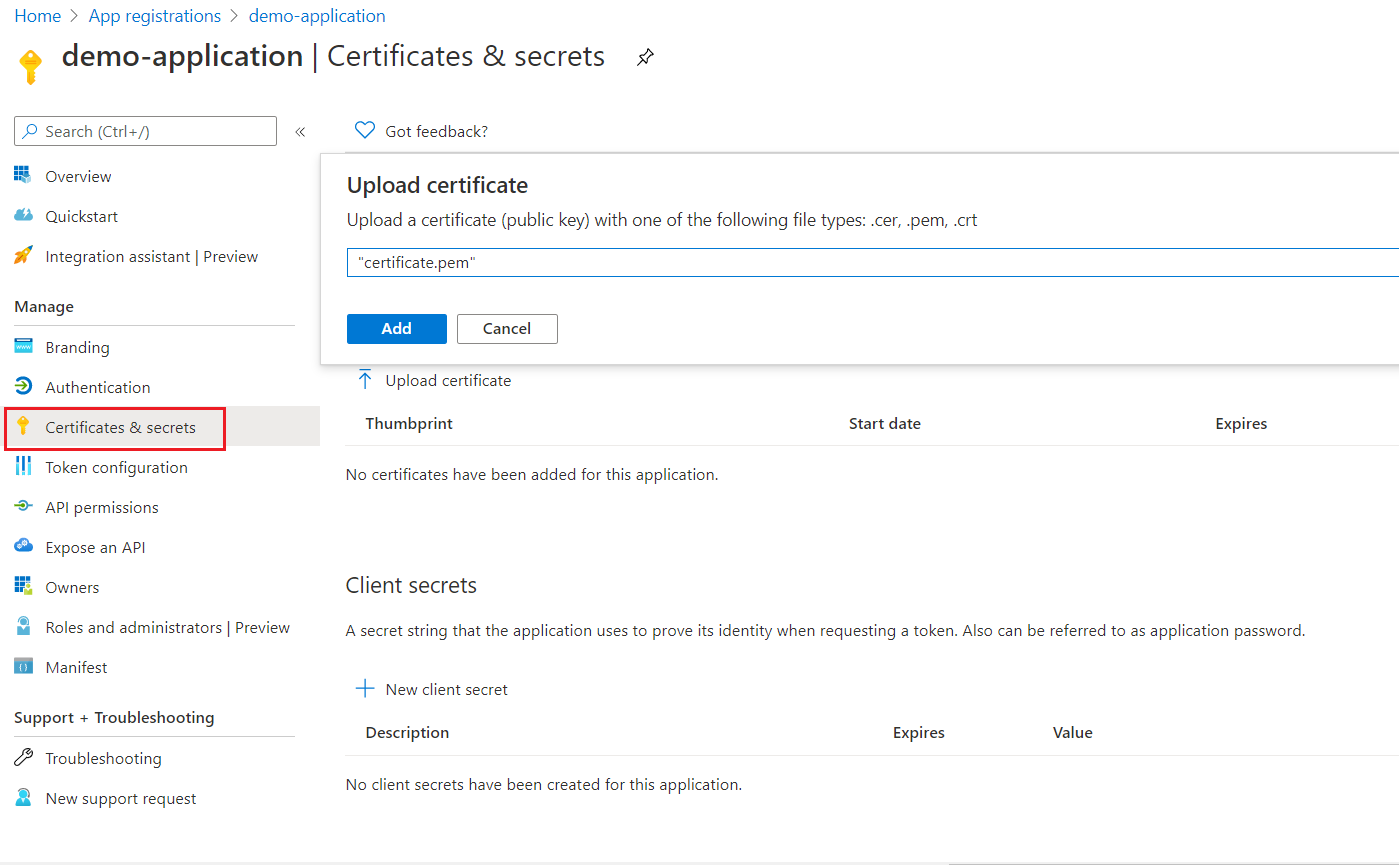 Home > App registrations > demo-application
demo-application | Certificates & secrets
Search (Ctrl+/)
«
Overview
Quickstart
Integration assistant | Preview
Manage
Branding
Authentication
Certificates & secrets
Token configuration
API permissions
Expose an API
Owners
Roles and administrators | Preview
Manifest
Support + Troubleshooting
Troubleshooting
New support request
Got feedback?
Upload certificate
Upload a certificate (public key) with one of the following file types: .cer, .pem, .crt
"certificate.pem"
Add Cancel
Upload certificate
Thumbprint Start date Expires
No certificates have been added for this application.
Client secrets
A secret string that the application uses to prove its identity when requesting a token. Also can be referred to as application password.
New client secret
Description Expires Value
No client secrets have been created for this application.